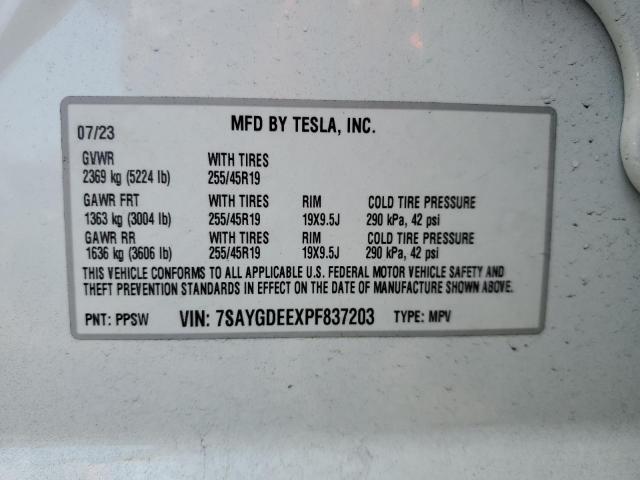 07/23 MFD BY TESLA, INC.
GVWR WITH TIRES
2369 kg (5224 lb) 255/45R19
GAWR FRT WITH TIRES RIM COLD TIRE PRESSURE
1363 kg (3004 lb) 255/45R19 19X9.5J 290 kPa, 42 psi
GAWR RR WITH TIRES RIM COLD TIRE PRESSURE
1636 kg (3606 lb) 255/45R19 19X9.5J 290 kPa, 42 psi
THIS VEHICLE CONFORMS TO ALL APPLICABLE U.S. FEDERAL MOTOR VEHICLE SAFETY AND
THEFT PREVENTION STANDARDS IN EFFECT ON THE DATE OF MANUFACTURE SHOWN ABOVE.
PNT: PPSW VIN: 7SAYGDEEXPF837203 TYPE: MPV